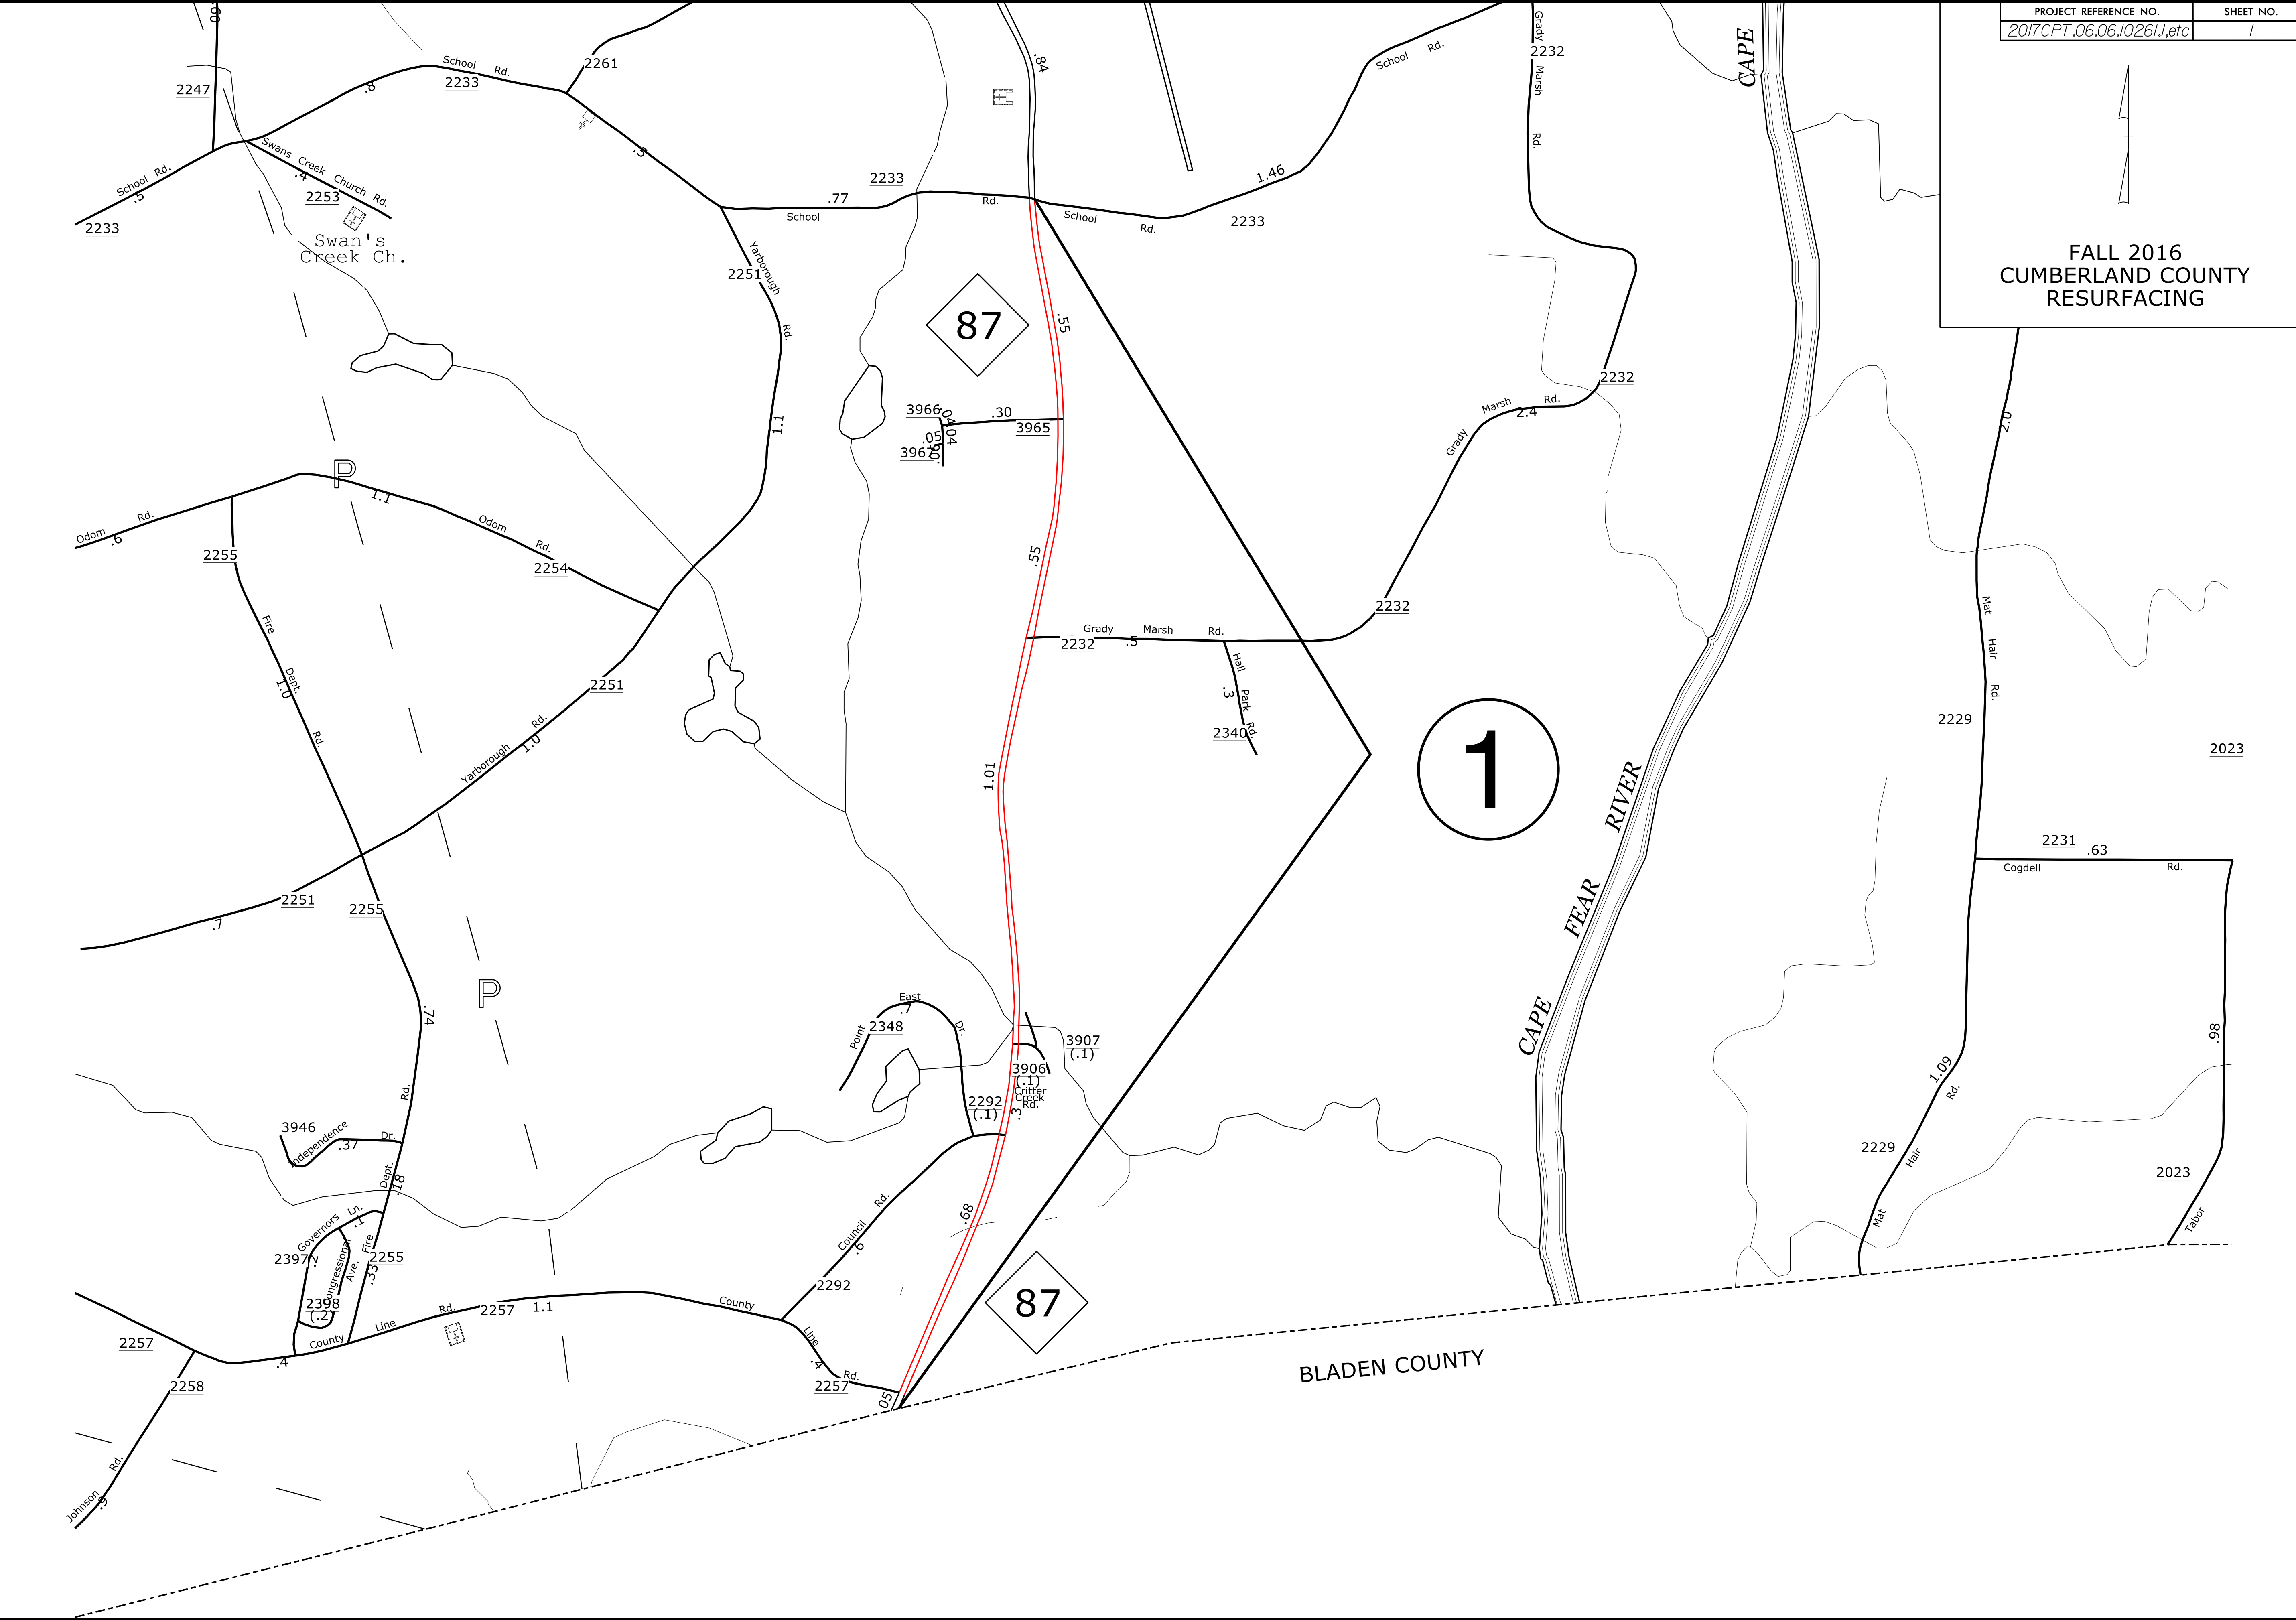 PROJECT REFERENCE NO.
SHEET NO.
2017CPT.06.06.10261.1,etc
1
FALL 2016
CUMBERLAND COUNTY
RESURFACING
2247
School Rd.
.5
2233
.8
School Rd.
2233
2261
Swans Creek Church Rd.
.4
2253
Swan's
Creek Ch.
.5
.77
2233
School Rd.
.84
School Rd.
2233
1.46
School Rd.
Grady Marsh Rd.
2232
CAPE
2251
Yarborough Rd.
1.1
87
.55
3966
.04
.04
.30
3965
.05
3967
2232
Marsh Rd.
2.4
Grady
2.0
Odom Rd.
.6
P
1.1
Odom Rd.
2254
2255
.55
Fire Dept. Rd.
1.0
2251
Yarborough Rd.
1.0
Grady Marsh Rd.
2232
.5
2232
Hall Park Rd.
.3
2340
1
1.01
Mat Hair Rd.
2229
2023
2231
.63
Cogdell Rd.
CAPE FEAR RIVER
2251
.7
2255
.74
P
East
.7
2348
Point
Dr.
3907
(.1)
3906
(.1)
Critter
Creek
Rd.
.3
2292
(.1)
.98
1.09
Rd.
2229
Hair
Mat
2023
Tabor
3946
Independence Dr.
.37
Rd.
Dept.
.18
Fire
2255
.33
Governors Ln.
.1
2397
.2
Congressional
Ave.
2398
(.2)
Council Rd.
.6
2292
.68
87
2257
2258
.4
County Line Rd.
2257
1.1
County
Line
.4
Rd.
2257
.05
BLADEN COUNTY
Johnson Rd.
.9